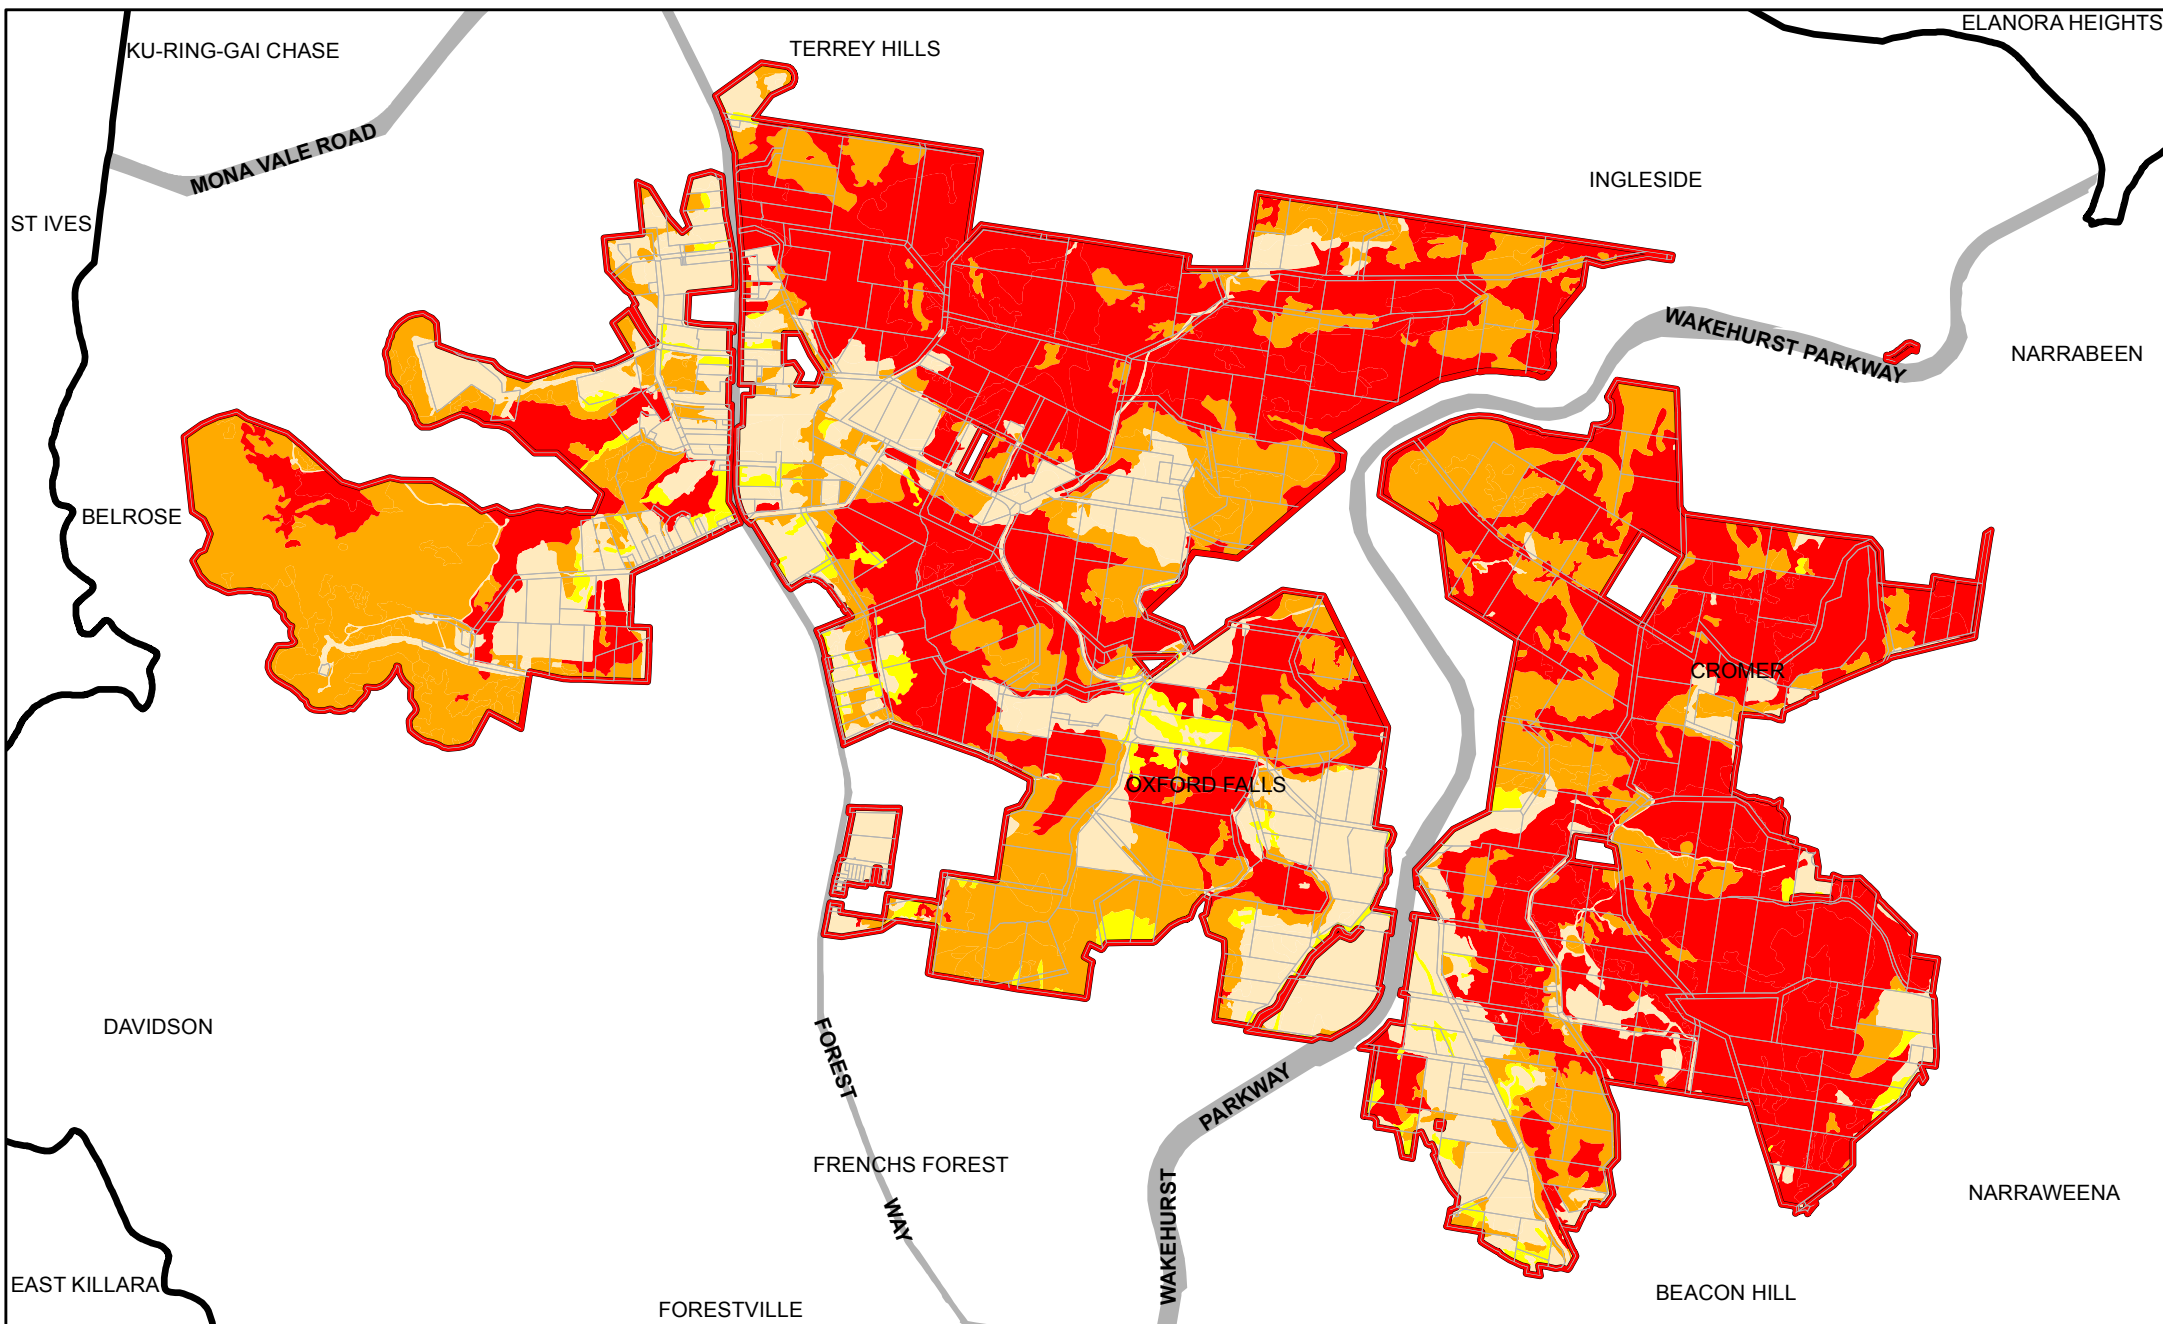 ELANORA HEIGHTS
KU-RING-GAI CHASE
TERREY HILLS
MONA VALE ROAD
INGLESIDE
ST IVES
WAKEHURST PARKWAY
NARRABEEN
BELROSE
CROMER
OXFORD FALLS
DAVIDSON
FOREST
WAY
WAKEHURST
PARKWAY
FRENCHS FOREST
NARRAWEENA
EAST KILLARA
BEACON HILL
FORESTVILLE